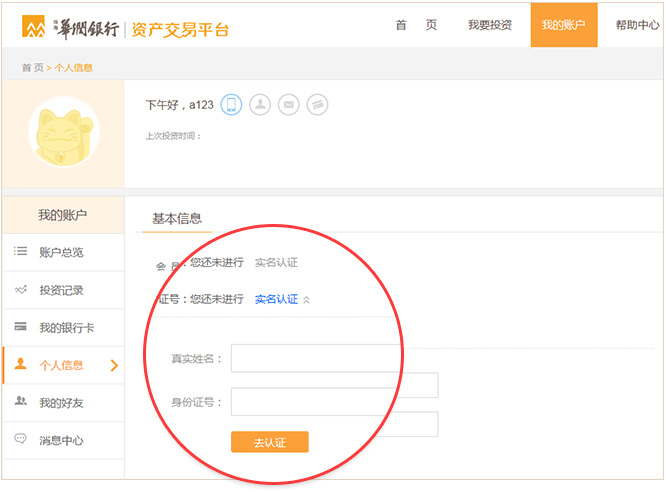 珠海 華潤銀行 | 资产交易平台
首 页 我要投资 我的账户 帮助中心
首 页 > 个人信息
下午好，a123
上次投资时间：
我的账户
账户总览
投资记录
我的银行卡
个人信息
我的好友
消息中心
基本信息
会 员：您还未进行 实名认证
证号：您还未进行 实名认证
真实姓名：
身份证号：
去认证